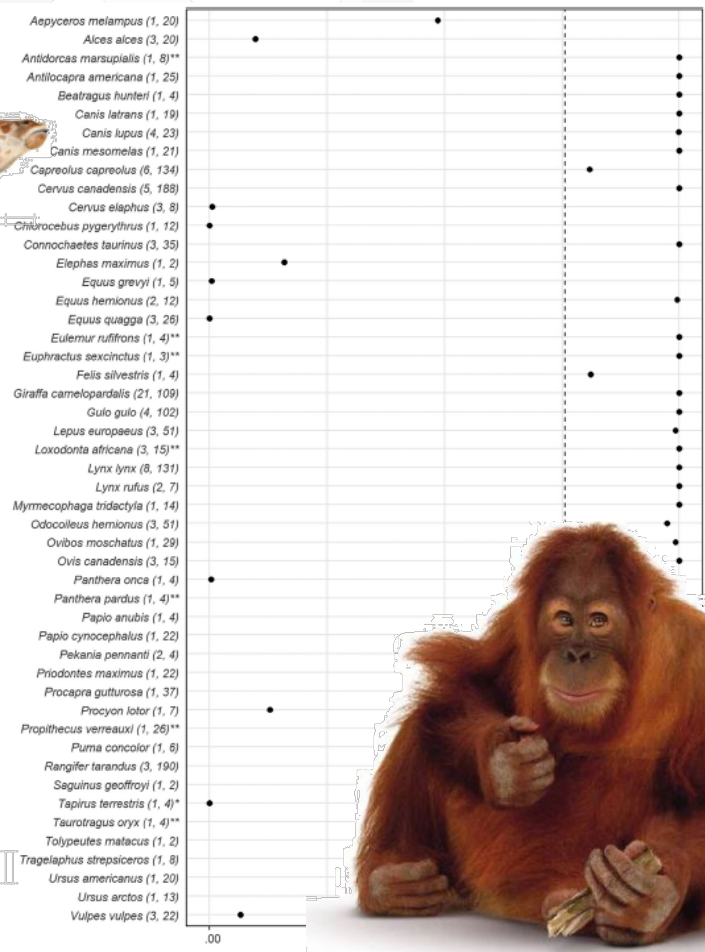 Aepyceros melampus (1, 20)
Alces alces (3, 20)
Antidorcas marsupialis (1, 8)**
Antilocapra americana (1, 25)
Beatragus hunteri (1, 4)
Canis latrans (1, 19)
Canis lupus (4, 23)
Canis mesomelas (1, 21)
Capreolus capreolus (6, 134)
Cervus canadensis (5, 188)
Cervus elaphus (3, 8)
Chlorocebus pygerythrus (1, 12)
Connochaetes taurinus (3, 35)
Elephas maximus (1, 2)
Equus grevyi (1, 5)
Equus hemionus (2, 12)
Equus quagga (3, 26)
Eulemur rufifrons (1, 4)**
Euphractus sexcinctus (1, 3)**
Felis silvestris (1, 4)
Giraffa camelopardalis (21, 109)
Gulo gulo (4, 102)
Lepus europaeus (3, 51)
Loxodonta africana (3, 15)**
Lynx lynx (8, 131)
Lynx rufus (2, 7)
Myrmecophaga tridactyla (1, 14)
Odocoileus hemionus (3, 51)
Ovibos moschatus (1, 29)
Ovis canadensis (3, 15)
Panthera onca (1, 4)
Panthera pardus (1, 4)**
Papio anubis (1, 4)
Papio cynocephalus (1, 22)
Pekania pennanti (2, 4)
Priodontes maximus (1, 22)
Procapra gutturosa (1, 37)
Procyon lotor (1, 7)
Propithecus verreauxi (1, 26)**
Puma concolor (1, 6)
Rangifer tarandus (3, 190)
Saguinus geoffroyi (1, 2)
Tapirus terrestris (1, 4)*
Taurotragus oryx (1, 4)**
Tolypeutes matacus (1, 2)
Tragelaphus strepsiceros (1, 8)
Ursus americanus (1, 20)
Ursus arctos (1, 13)
Vulpes vulpes (3, 22)
.00